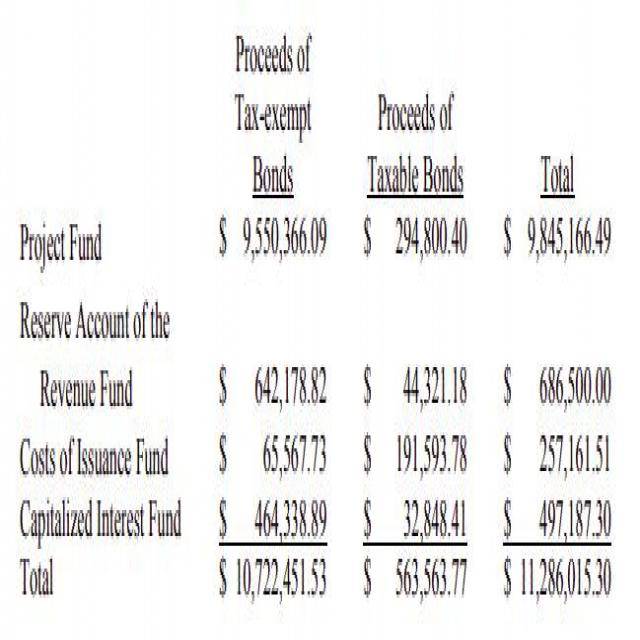 Proceeds of
Tax-exempt Proceeds of
Bonds Taxable Bonds Total
Project Fund $ 9,550,366.09 $ 294,800.40 $ 9,845,166.49
Reserve Account of the
Revenue Fund $ 642,178.82 $ 44,321.18 $ 686,500.00
Costs of Issuance Fund $ 65,567.73 $ 191,593.78 $ 257,161.51
Capitalized Interest Fund $ 464,338.89 $ 32,848.41 $ 497,187.30
Total $ 10,722,451.53 $ 563,563.77 $ 11,286,015.30